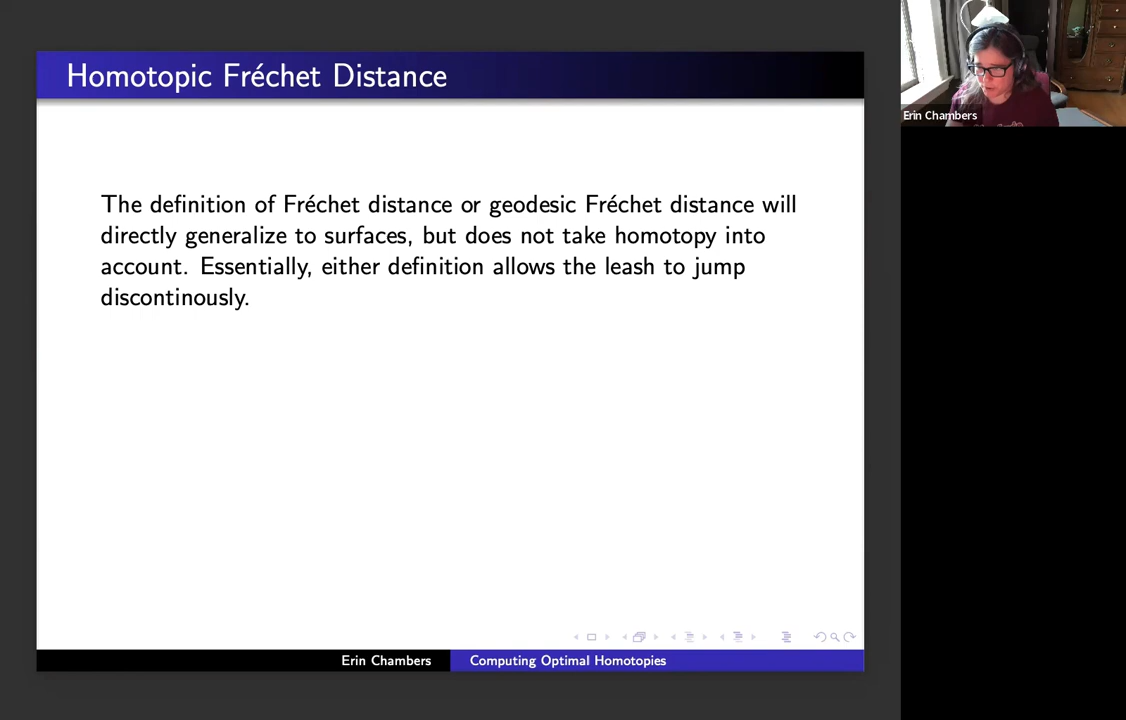 Homotopic Fréchet Distance
Erin Chambers
The definition of Fréchet distance or geodesic Fréchet distance will
directly generalize to surfaces, but does not take homotopy into
account. Essentially, either definition allows the leash to jump
discontinously.
Erin Chambers
Computing Optimal Homotopies